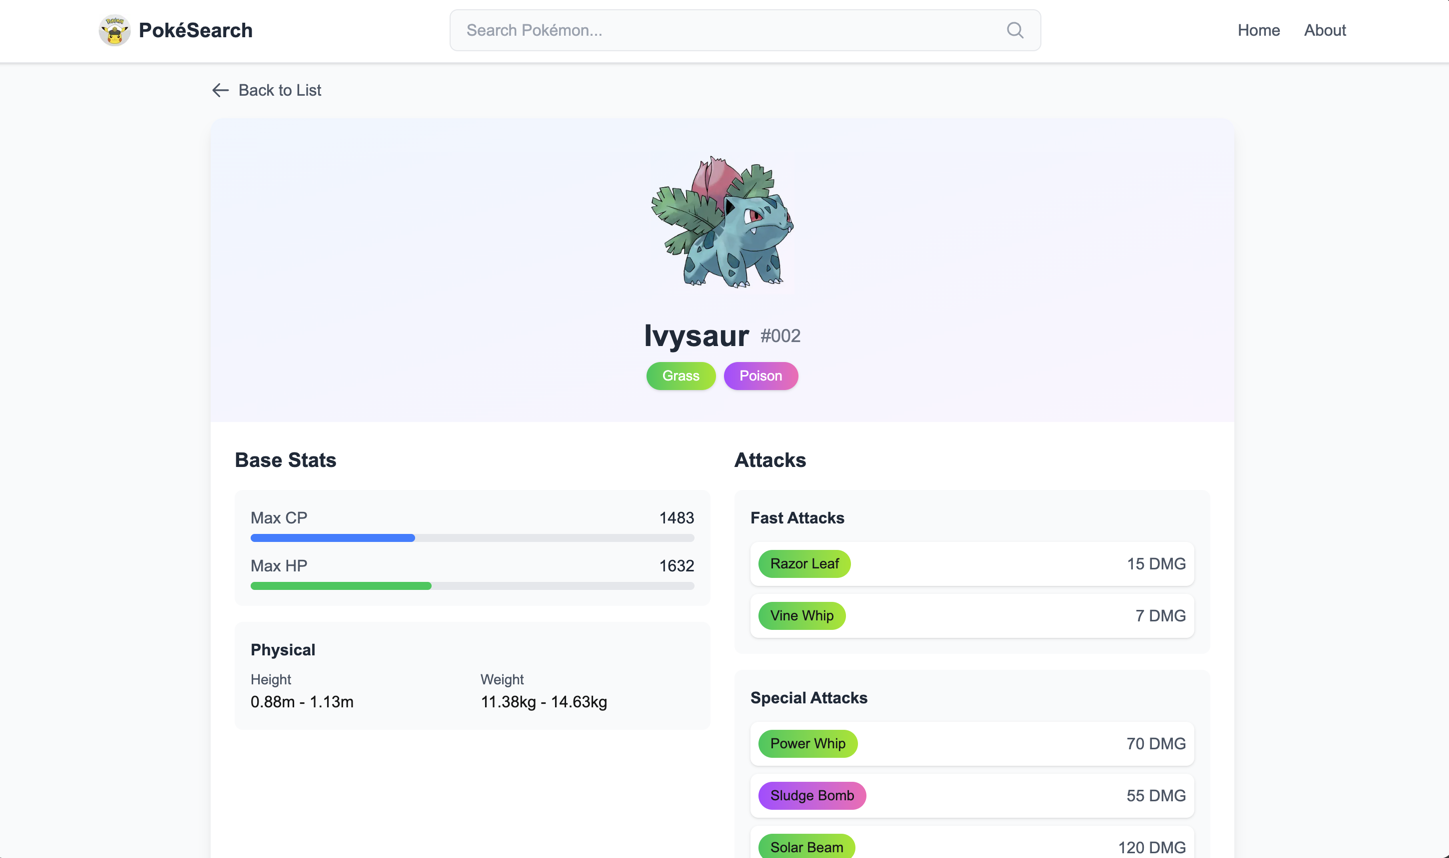 PokéSearch
Search Pokémon...
Home
About
Back to List
Ivysaur #002
Grass
Poison
Base Stats
Max CP 1483
Max HP 1632
Physical
Height
0.88m - 1.13m
Weight
11.38kg - 14.63kg
Attacks
Fast Attacks
Razor Leaf 15 DMG
Vine Whip 7 DMG
Special Attacks
Power Whip 70 DMG
Sludge Bomb 55 DMG
Solar Beam 120 DMG